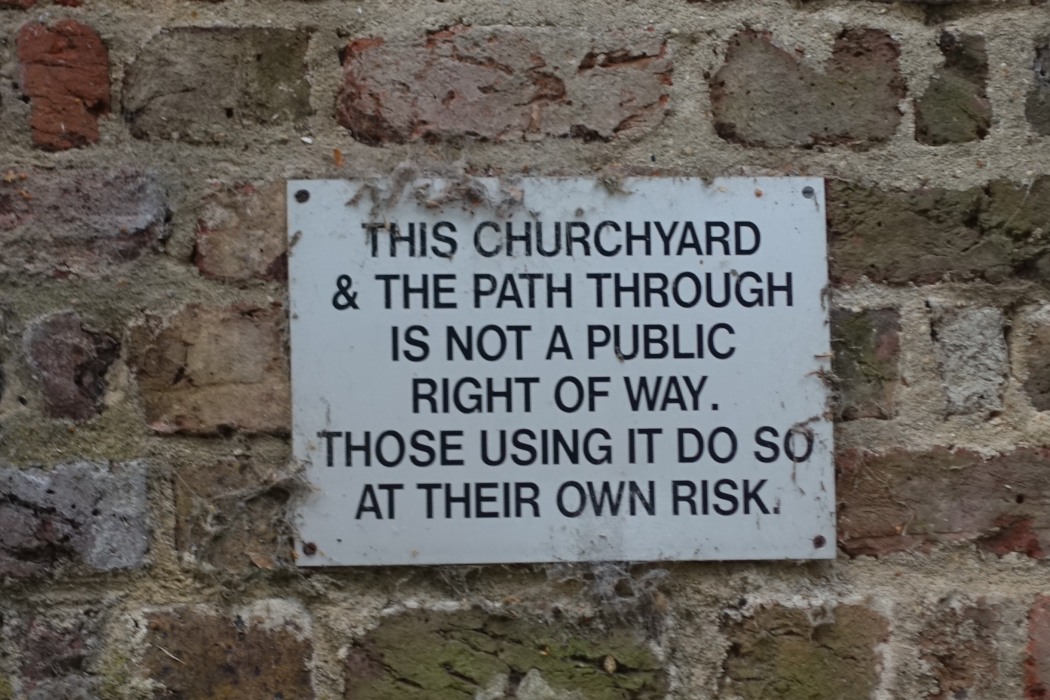 THIS CHURCHYARD
& THE PATH THROUGH
IS NOT A PUBLIC
RIGHT OF WAY.
THOSE USING IT DO SO
AT THEIR OWN RISK.